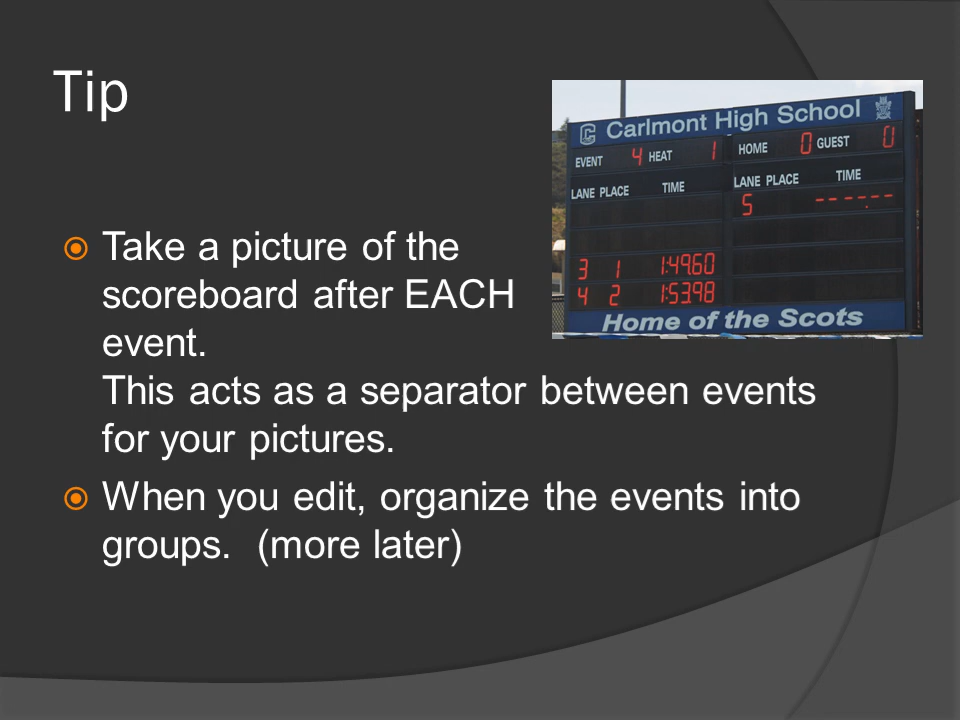 Tip
Take a picture of the
scoreboard after EACH
event.
This acts as a separator between events
for your pictures.
When you edit, organize the events into
groups. (more later)
C Carlmont High School
EVENT 4 HEAT 1 HOME 0 GUEST 0
LANE PLACE TIME LANE PLACE TIME
5 --:--.--
3 1 1:49.60
4 2 1:53.98
Home of the Scots